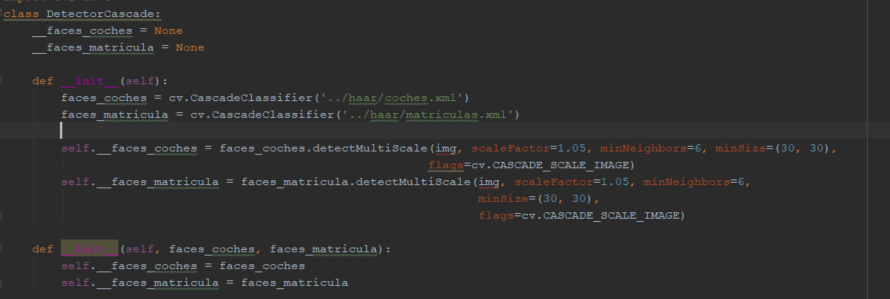 class DetectorCascade:
    __faces_coches = None
    __faces_matricula = None
    def __init__(self):
        faces_coches = cv.CascadeClassifier('../haar/coches.xml')
        faces_matricula = cv.CascadeClassifier('../haar/matriculas.xml')
        self.__faces_coches = faces_coches.detectMultiScale(img, scaleFactor=1.05, minNeighbors=6, minSize=(30, 30),
                                                            flags=cv.CASCADE_SCALE_IMAGE)
        self.__faces_matricula = faces_matricula.detectMultiScale(img, scaleFactor=1.05, minNeighbors=6,
                                                                  minSize=(30, 30),
                                                                  flags=cv.CASCADE_SCALE_IMAGE)
    def __init__(self, faces_coches, faces_matricula):
        self.__faces_coches = faces_coches
        self.__faces_matricula = faces_matricula